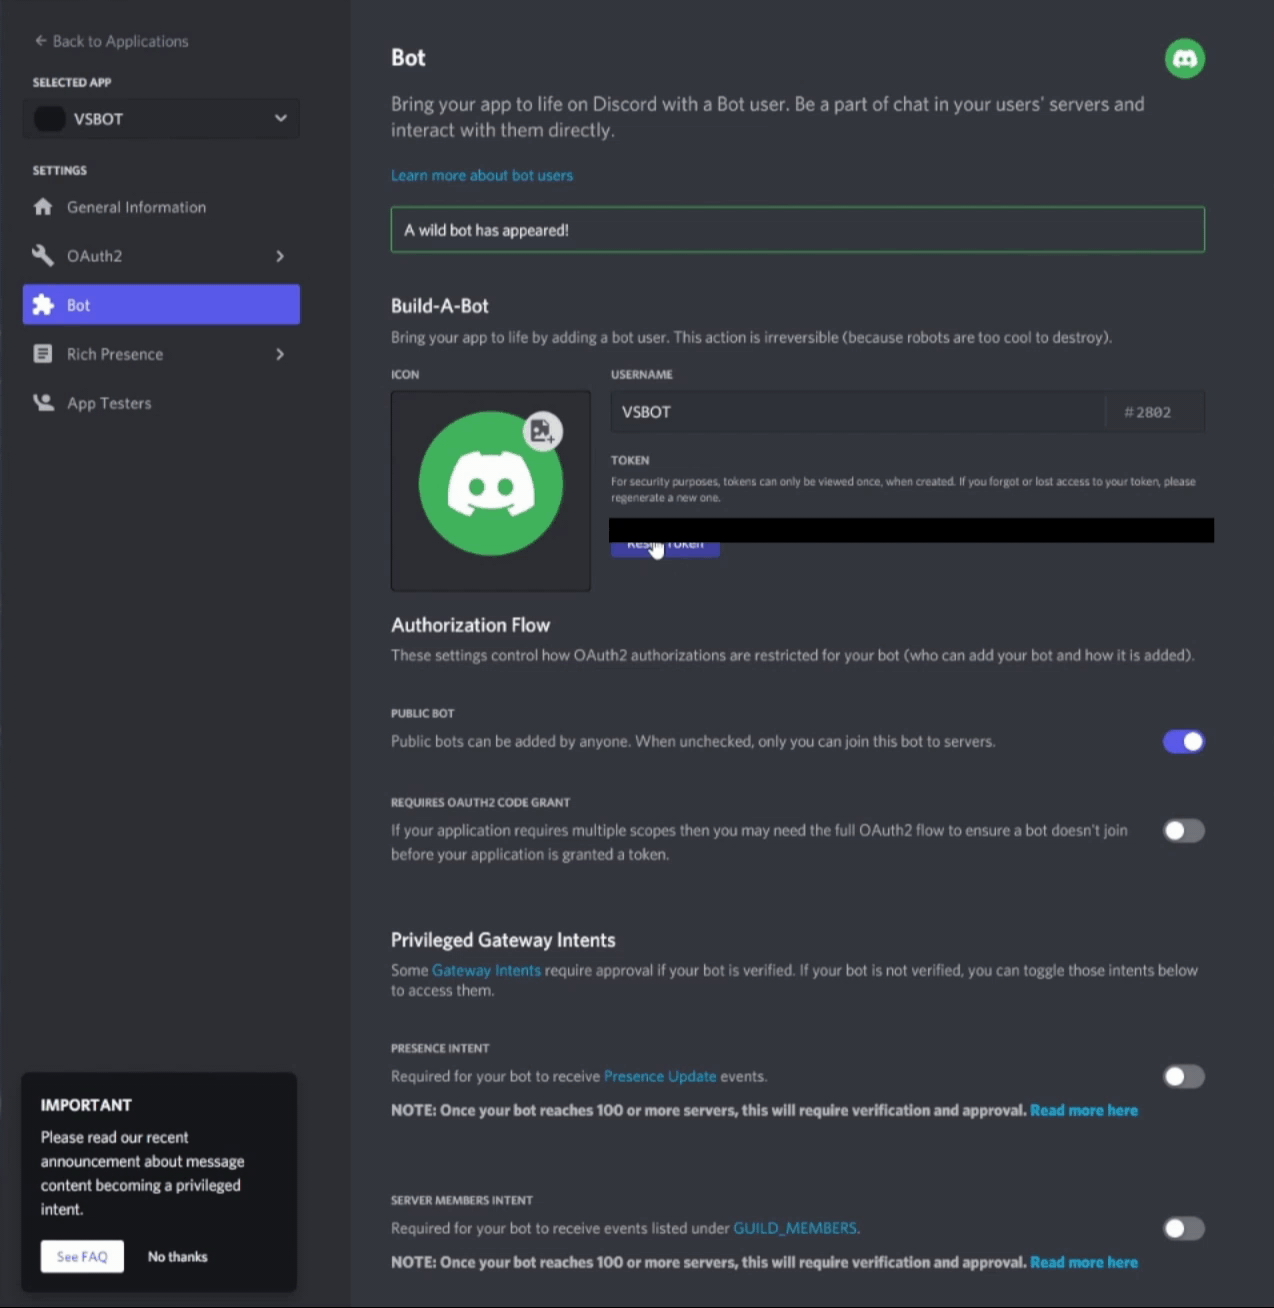 Back to Applications
SELECTED APP
VSBOT
SETTINGS
General Information
OAuth2
Bot
Rich Presence
App Testers
IMPORTANT
Please read our recent
announcement about message
content becoming a privileged
intent.
See FAQ
No thanks
Bot
Bring your app to life on Discord with a Bot user. Be a part of chat in your users' servers and
interact with them directly.
Learn more about bot users
A wild bot has appeared!
Build-A-Bot
Bring your app to life by adding a bot user. This action is irreversible (because robots are too cool to destroy).
ICON
USERNAME
VSBOT
#2802
TOKEN
For security purposes, tokens can only be viewed once, when created. If you forgot or lost access to your token, please
regenerate a new one.
Token
Authorization Flow
These settings control how OAuth2 authorizations are restricted for your bot (who can add your bot and how it is added).
PUBLIC BOT
Public bots can be added by anyone. When unchecked, only you can join this bot to servers.
REQUIRES OAUTH2 CODE GRANT
If your application requires multiple scopes then you may need the full OAuth2 flow to ensure a bot doesn't join
before your application is granted a token.
Privileged Gateway Intents
Some Gateway Intents require approval if your bot is verified. If your bot is not verified, you can toggle those intents below
to access them.
PRESENCE INTENT
Required for your bot to receive Presence Update events.
NOTE: Once your bot reaches 100 or more servers, this will require verification and approval. Read more here
SERVER MEMBERS INTENT
Required for your bot to receive events listed under GUILD_MEMBERS.
NOTE: Once your bot reaches 100 or more servers, this will require verification and approval. Read more here